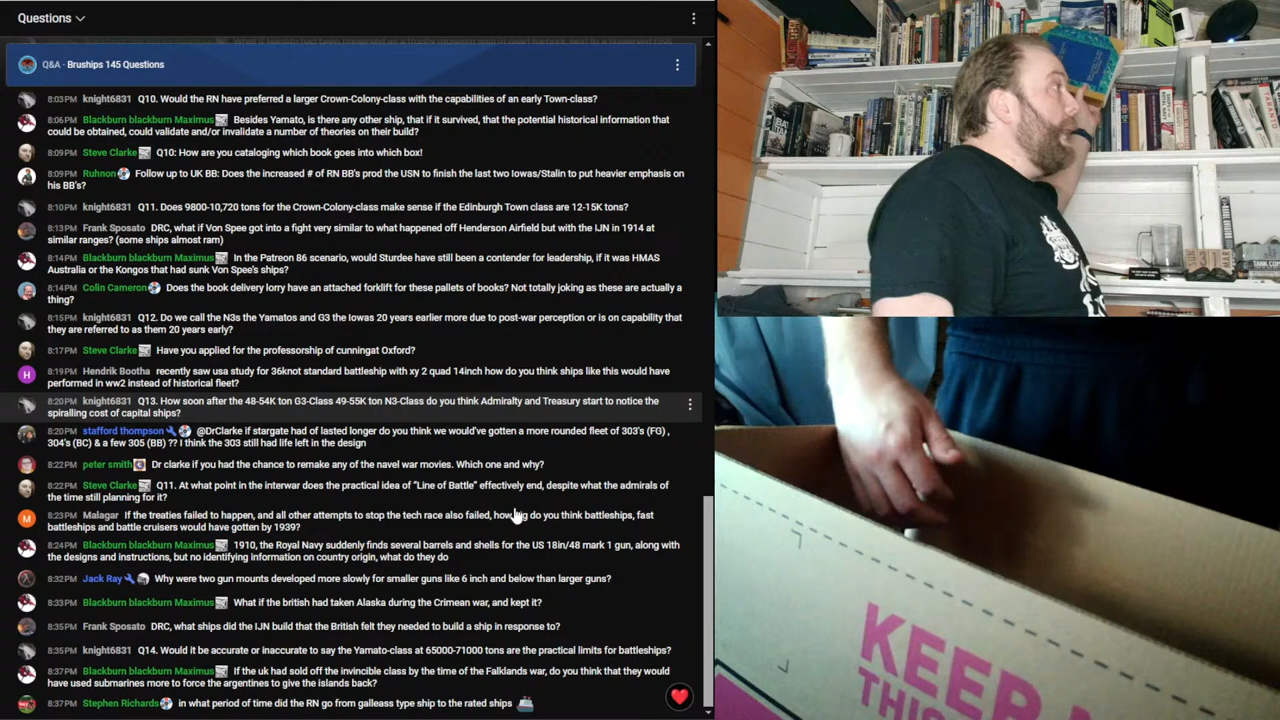 Questions
Q&A · Bruships 145 Questions
8:03PM knight6831 Q10. Would the RN have preferred a larger Crown-Colony-class with the capabilities of an early Town-class?
8:06PM Blackburn blackburn Maximus Besides Yamato, is there any other ship, that if it survived, that the potential historical information that
could be obtained, could validate and/or invalidate a number of theories on their build?
8:09PM Steve Clarke Q10: How are you cataloging which book goes into which box!
8:09PM Ruhnon Follow up to UK BB: Does the increased # of RN BB's prod the USN to finish the last two Iowas/Stalin to put heavier emphasis on
his BB's?
8:10PM knight6831 Q11. Does 9800-10,720 tons for the Crown-Colony-class make sense if the Edinburgh Town class are 12-15K tons?
8:13PM Frank Sposato DRC, what if Von Spee got into a fight very similar to what happened off Henderson Airfield but with the IJN in 1914 at
similar ranges? (some ships almost ram)
8:14PM Blackburn blackburn Maximus In the Patreon 86 scenario, would Sturdee have still been a contender for leadership, if it was HMAS
Australia or the Kongos that had sunk Von Spee's ships?
8:14PM Colin Cameron Does the book delivery lorry have an attached forklift for these pallets of books? Not totally joking as these are actually a
thing?
8:15PM knight6831 Q12. Do we call the N3s the Yamatos and G3 the Iowas 20 years earlier more due to post-war perception or is on capability that
they are referred to as them 20 years early?
8:17PM Steve Clarke Have you applied for the professorship of cunningat Oxford?
8:19PM Hendrik Bootha recently saw usa study for 36knot standard battleship with xy 2 quad 14inch how do you think ships like this would have
performed in ww2 instead of historical fleet?
8:20PM knight6831 Q13. How soon after the 48-54K ton G3-Class 49-55K ton N3-Class do you think Admiralty and Treasury start to notice the
spiralling cost of capital ships?
8:20PM stafford thompson @DrClarke if stargate had of lasted longer do you think we would've gotten a more rounded fleet of 303's (FG) ,
304's (BC) & a few 305 (BB) ?? I think the 303 still had life left in the design
8:22PM peter smith Dr clarke if you had the chance to remake any of the navel war movies. Which one and why?
8:22PM Steve Clarke Q11. At what point in the interwar does the practical idea of “Line of Battle” effectively end, despite what the admirals of
the time still planning for it?
8:23PM Malagar If the treaties failed to happen, and all other attempts to stop the tech race also failed, how do you think battleships, fast
battleships and battle cruisers would have gotten by 1939?
8:24PM Blackburn blackburn Maximus 1910, the Royal Navy suddenly finds several barrels and shells for the US 18in/48 mark 1 gun, along with
the designs and instructions, but no identifying information on country origin, what do they do
8:32PM Jack Ray Why were two gun mounts developed more slowly for smaller guns like 6 inch and below than larger guns?
8:33PM Blackburn blackburn Maximus What if the british had taken Alaska during the Crimean war, and kept it?
8:35PM Frank Sposato DRC, what ships did the IJN build that the British felt they needed to build a ship in response to?
8:35PM knight6831 Q14. Would it be accurate or inaccurate to say the Yamato-class at 65000-71000 tons are the practical limits for battleships?
8:37PM Blackburn blackburn Maximus If the uk had sold off the invincible class by the time of the Falklands war, do you think that they would
have used submarines more to force the argentines to give the islands back?
8:37PM Stephen Richards in what period of time did the RN go from galleass type ship to the rated ships
KEEP
THIS